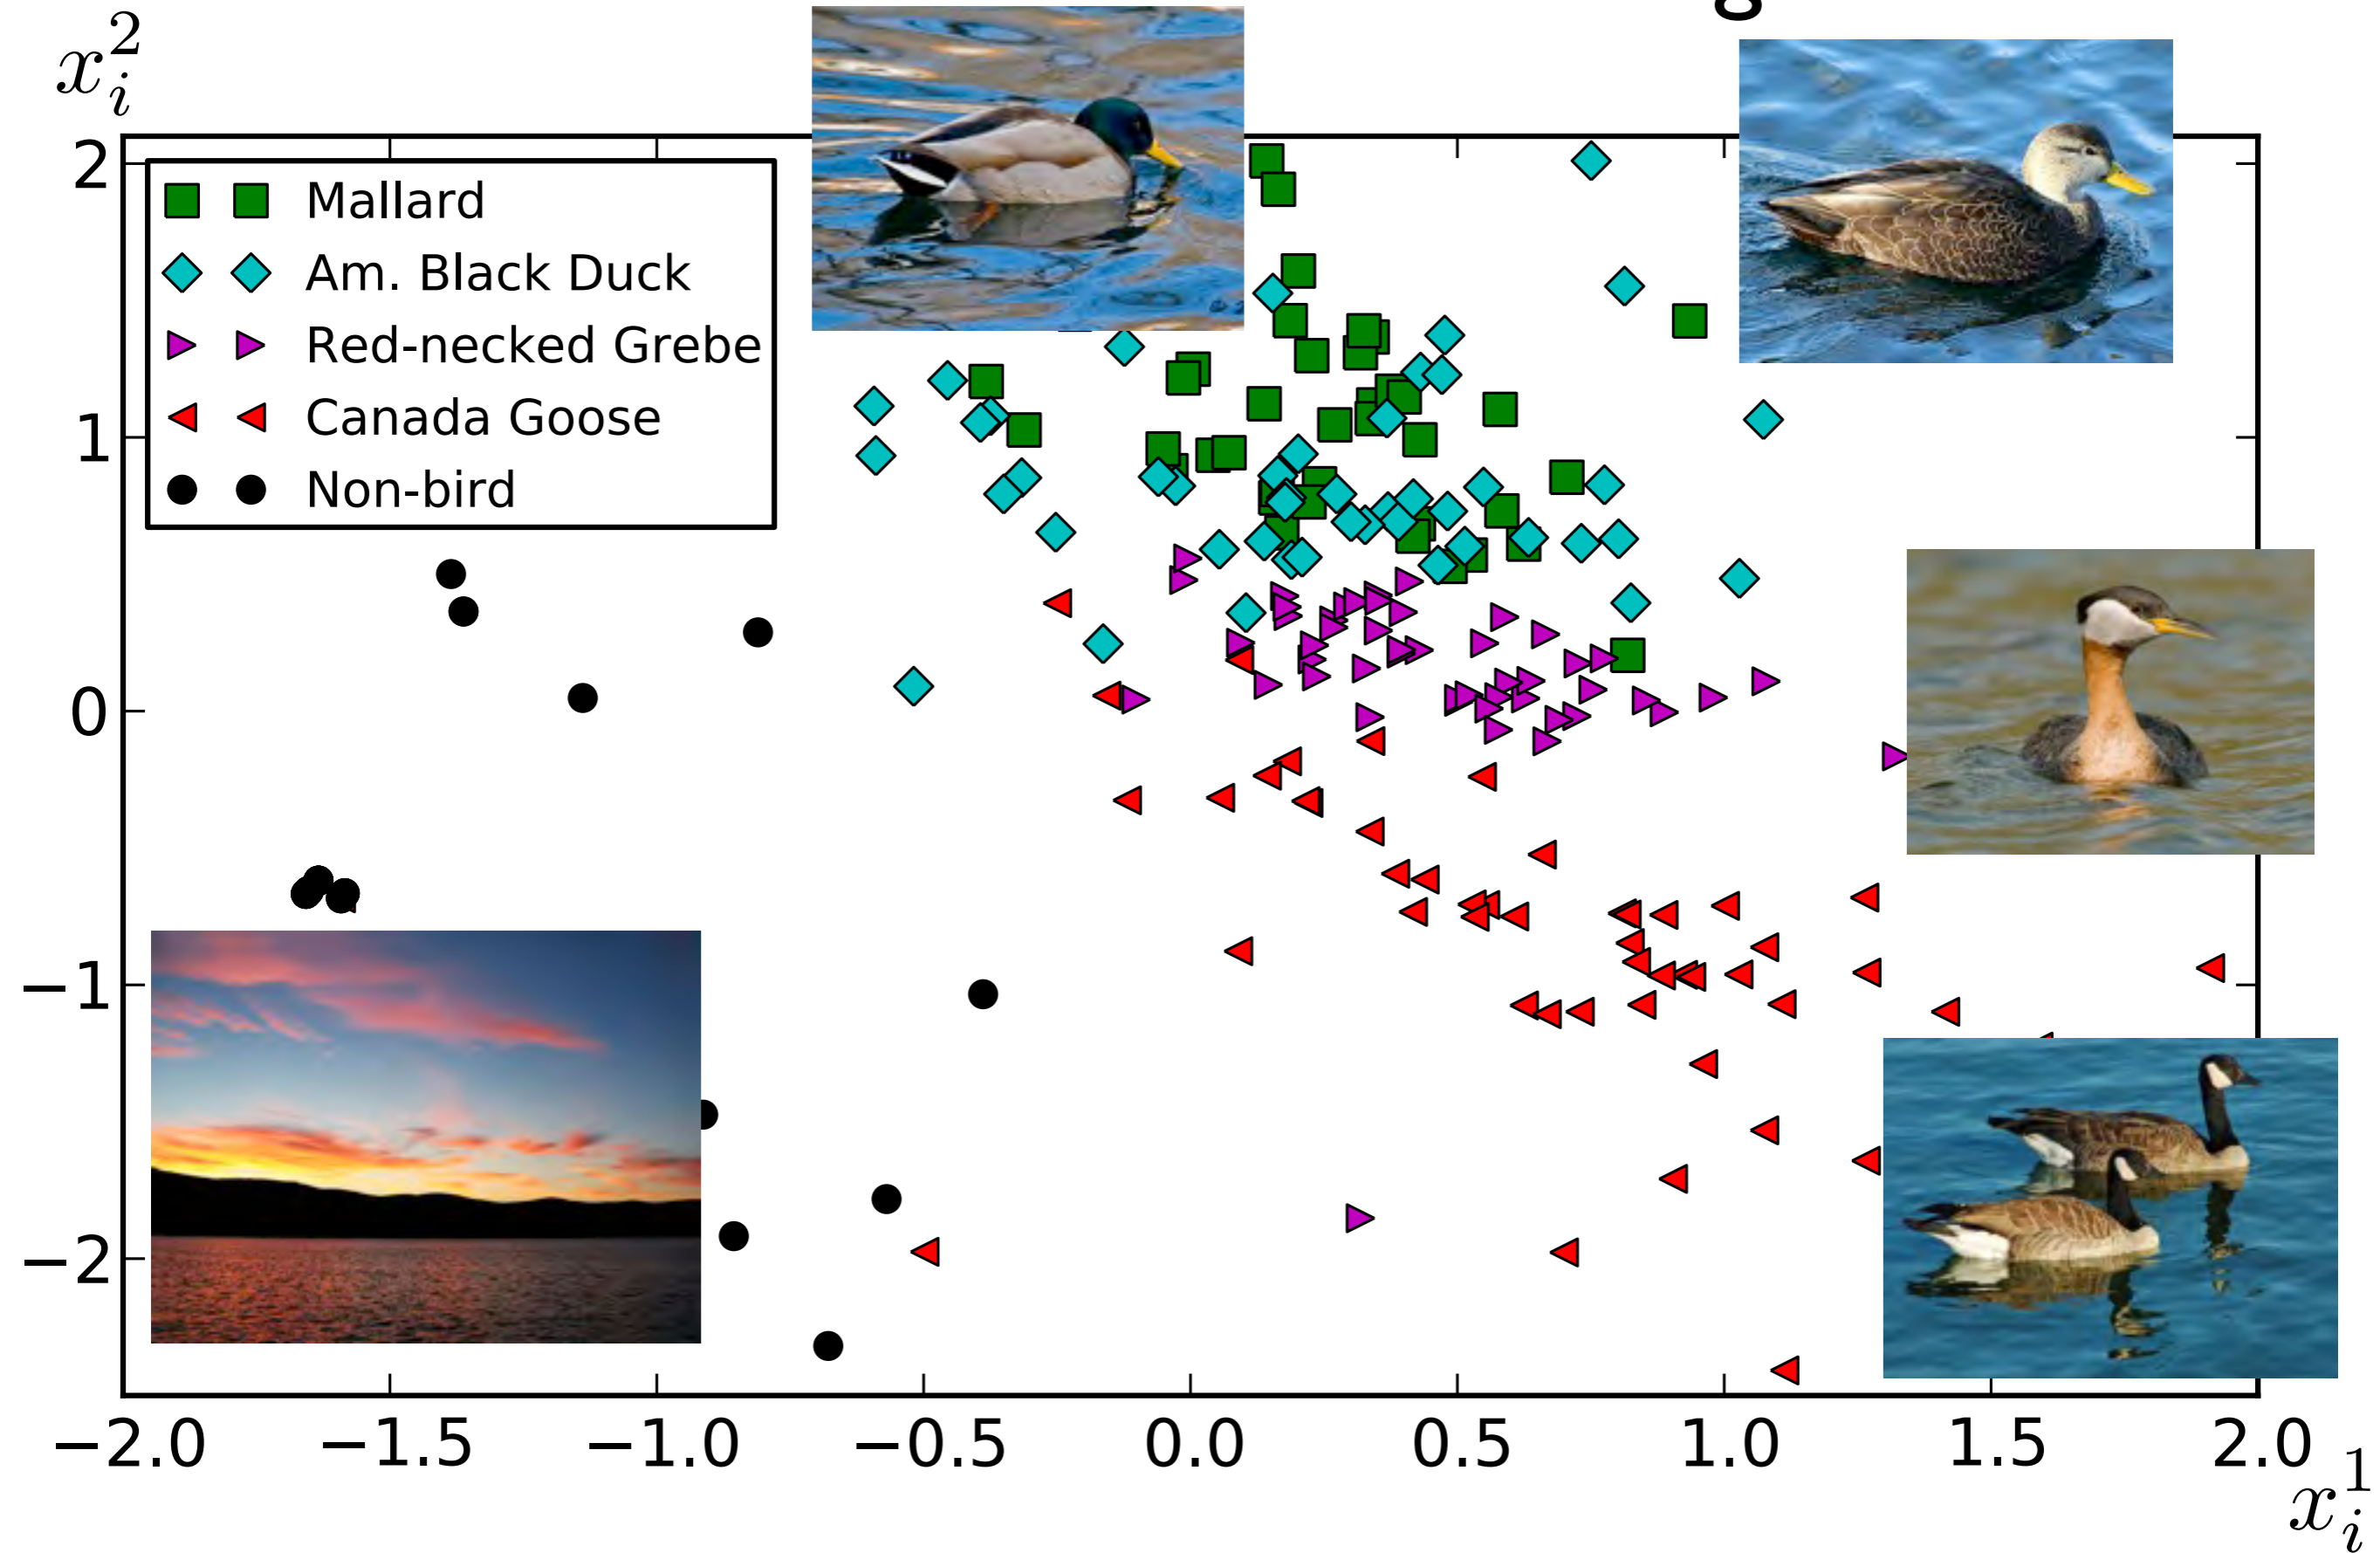 x_i^2
2
1
0
−1
−2
Mallard
Am. Black Duck
Red-necked Grebe
Canada Goose
Non-bird
−2.0 −1.5 −1.0 −0.5 0.0 0.5 1.0 1.5 2.0
x_i^1